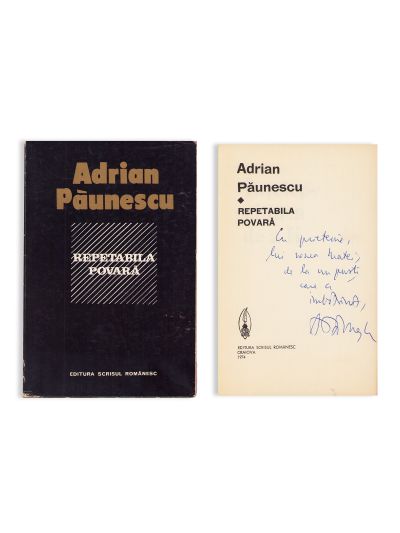 Adrian
Păunescu
REPETABILA
POVARĂ
EDITURA SCRISUL ROMÂNESC
Adrian
Păunescu
REPETABILA
POVARĂ
Cu prietenie,
lui
de la un
care a
îmbătrânit,
EDITURA SCRISUL ROMÂNESC
CRAIOVA
1974